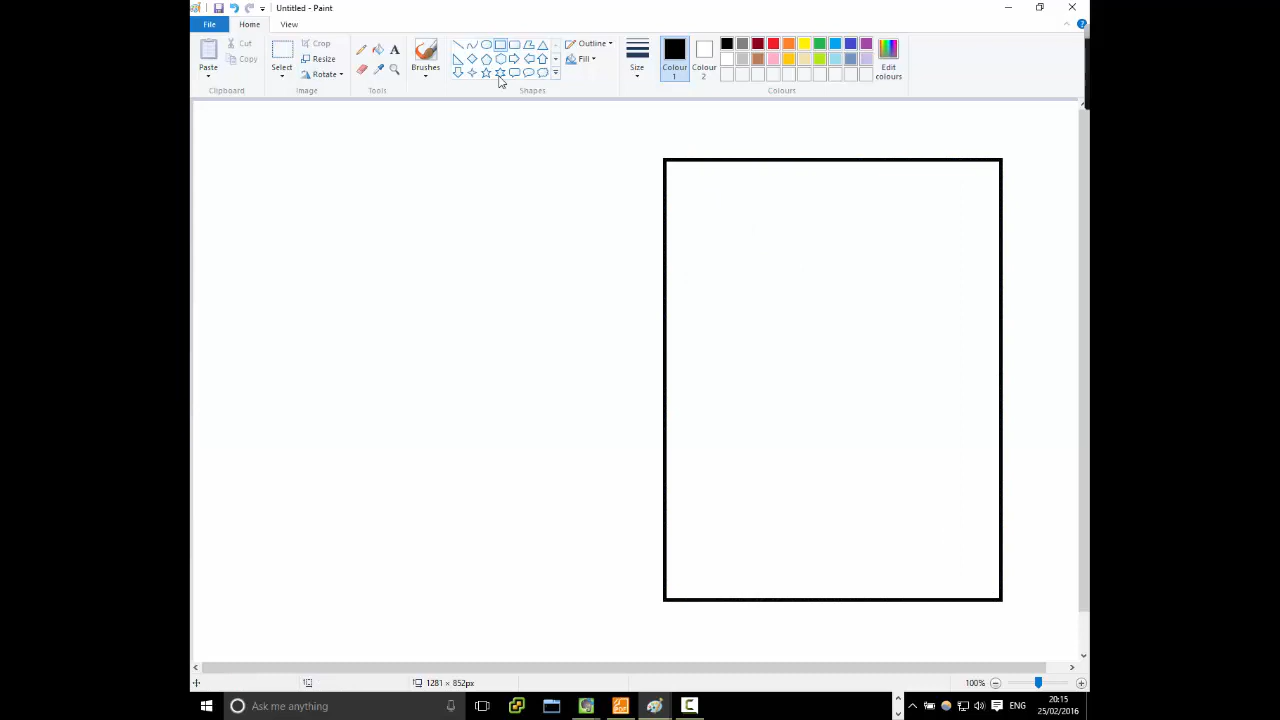 Untitled - Paint
File Home View
Paste
Cut
Copy
Clipboard
Select
Crop
Resize
Rotate
Image
A
Tools
Brushes
Shapes
Outline
Fill
Size
Colour 1
Colour 2
Edit colours
Colours
1281 × 852px
100%
Ask me anything
ENG
20:15
25/02/2016